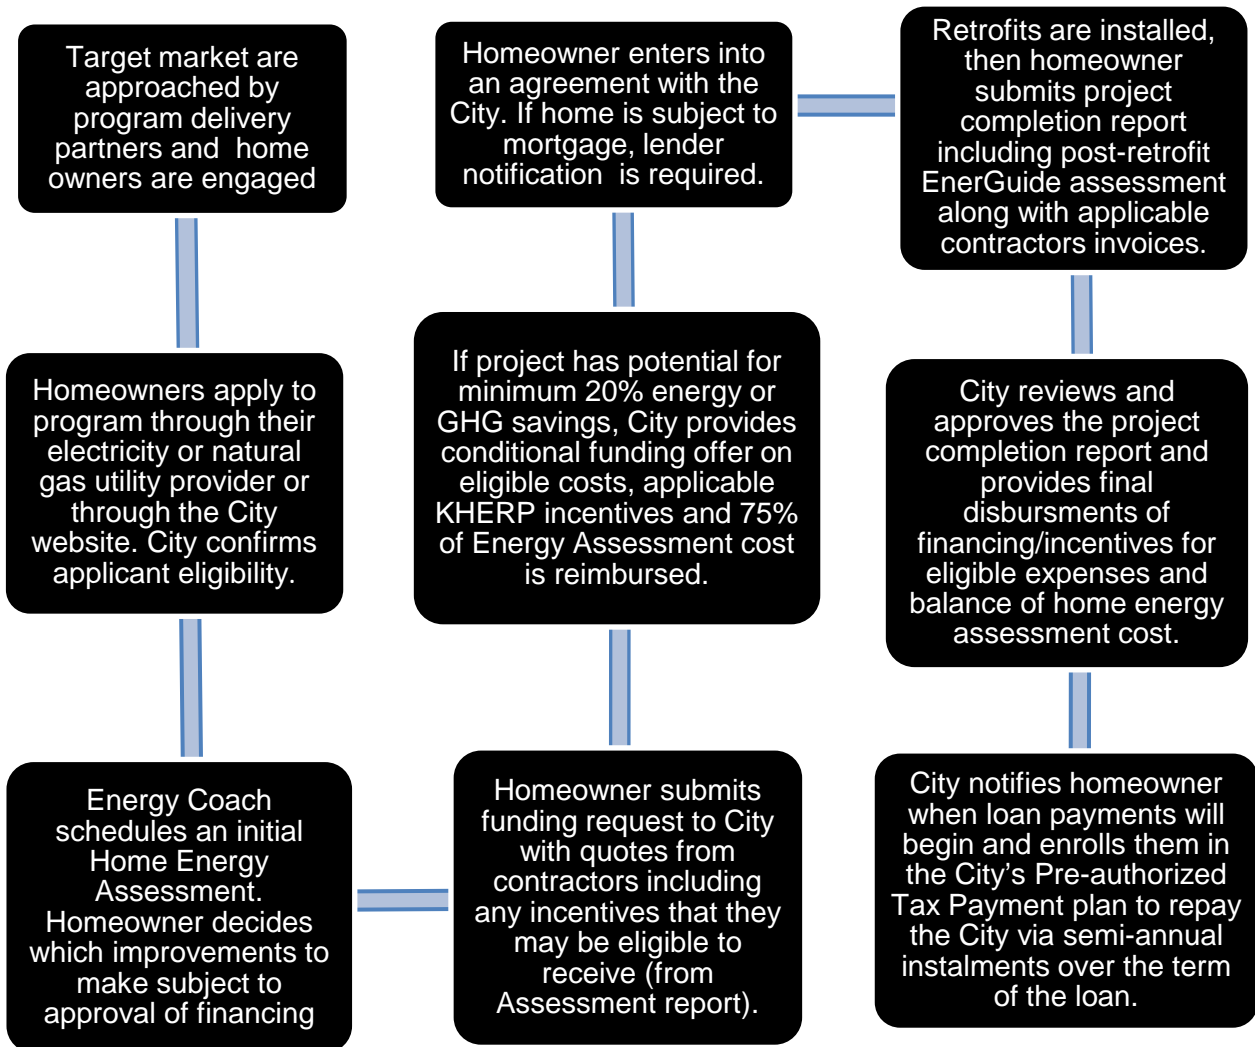 Target market are
approached by
program delivery
partners and  home
owners are engaged
Homeowners apply to
program through their
electricity or natural
gas utility provider or
through the City
website. City confirms
applicant eligibility.
Energy Coach
schedules an initial
Home Energy
Assessment.
Homeowner decides
which improvements to
make subject to
approval of financing
Homeowner submits
funding request to City
with quotes from
contractors including
any incentives that they
may be eligible to
receive (from
Assessment report).
If project has potential for
minimum 20% energy or
GHG savings, City provides
conditional funding offer on
eligible costs, applicable
KHERP incentives and 75%
of Energy Assessment cost
is reimbursed.
Homeowner enters into
an agreement with the
City. If home is subject to
mortgage, lender
notification  is required.
Retrofits are installed,
then homeowner
submits project
completion report
including post-retrofit
EnerGuide assessment
along with applicable
contractors invoices.
City reviews and
approves the project
completion report and
provides final
disbursments of
financing/incentives for
eligible expenses and
balance of home energy
assessment cost.
City notifies homeowner
when loan payments will
begin and enrolls them in
the City’s Pre-authorized
Tax Payment plan to repay
the City via semi-annual
instalments over the term
of the loan.